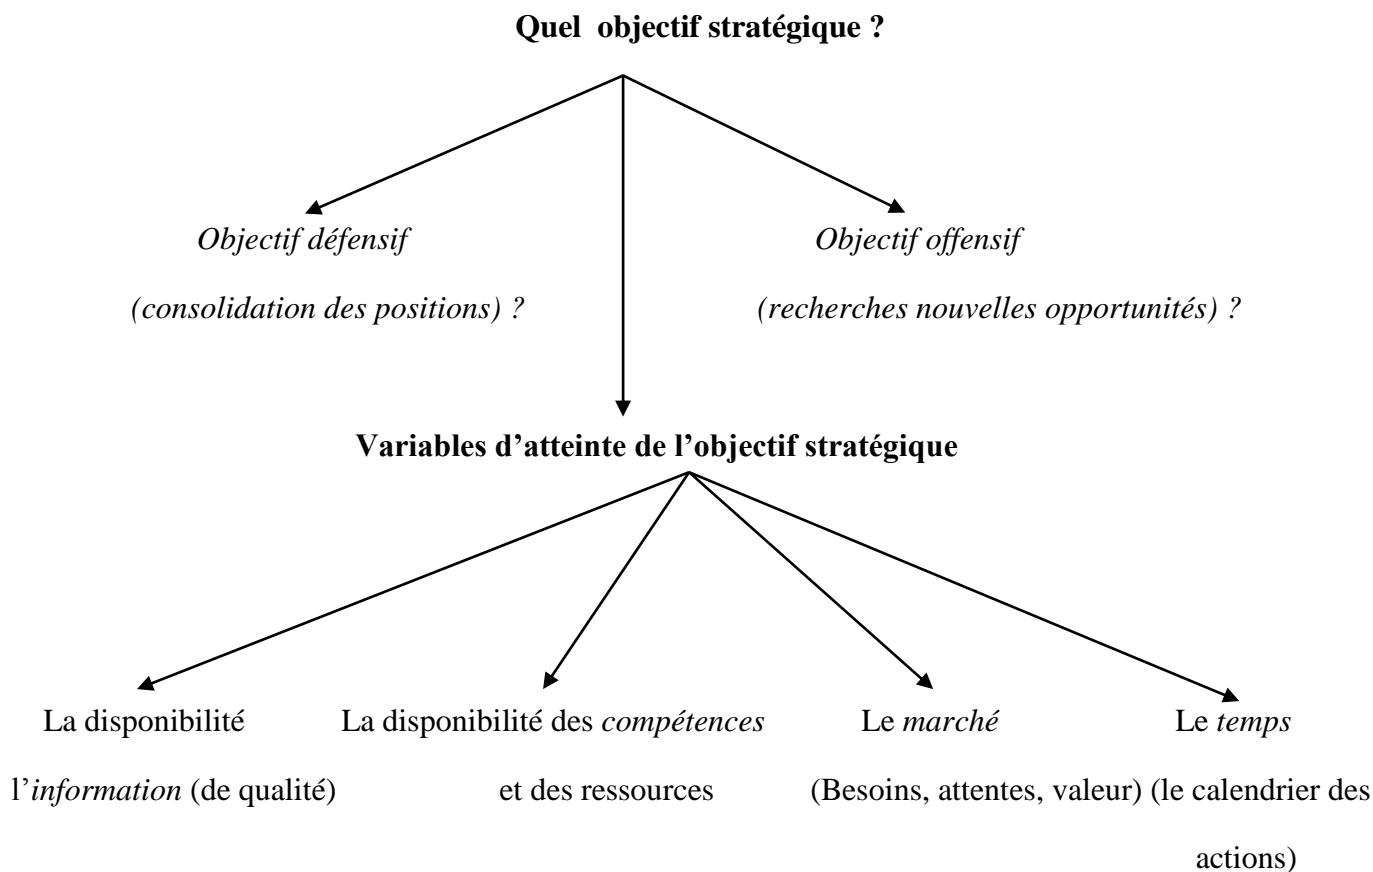 Quel objectif stratégique ?
Objectif défensif
Objectif offensif
(consolidation des positions) ?
(recherches nouvelles opportunités) ?
Variables d’atteinte de l’objectif stratégique
La disponibilité
La disponibilité des compétences
Le marché
Le temps
l’information (de qualité)
et des ressources
(Besoins, attentes, valeur) (le calendrier des
actions)